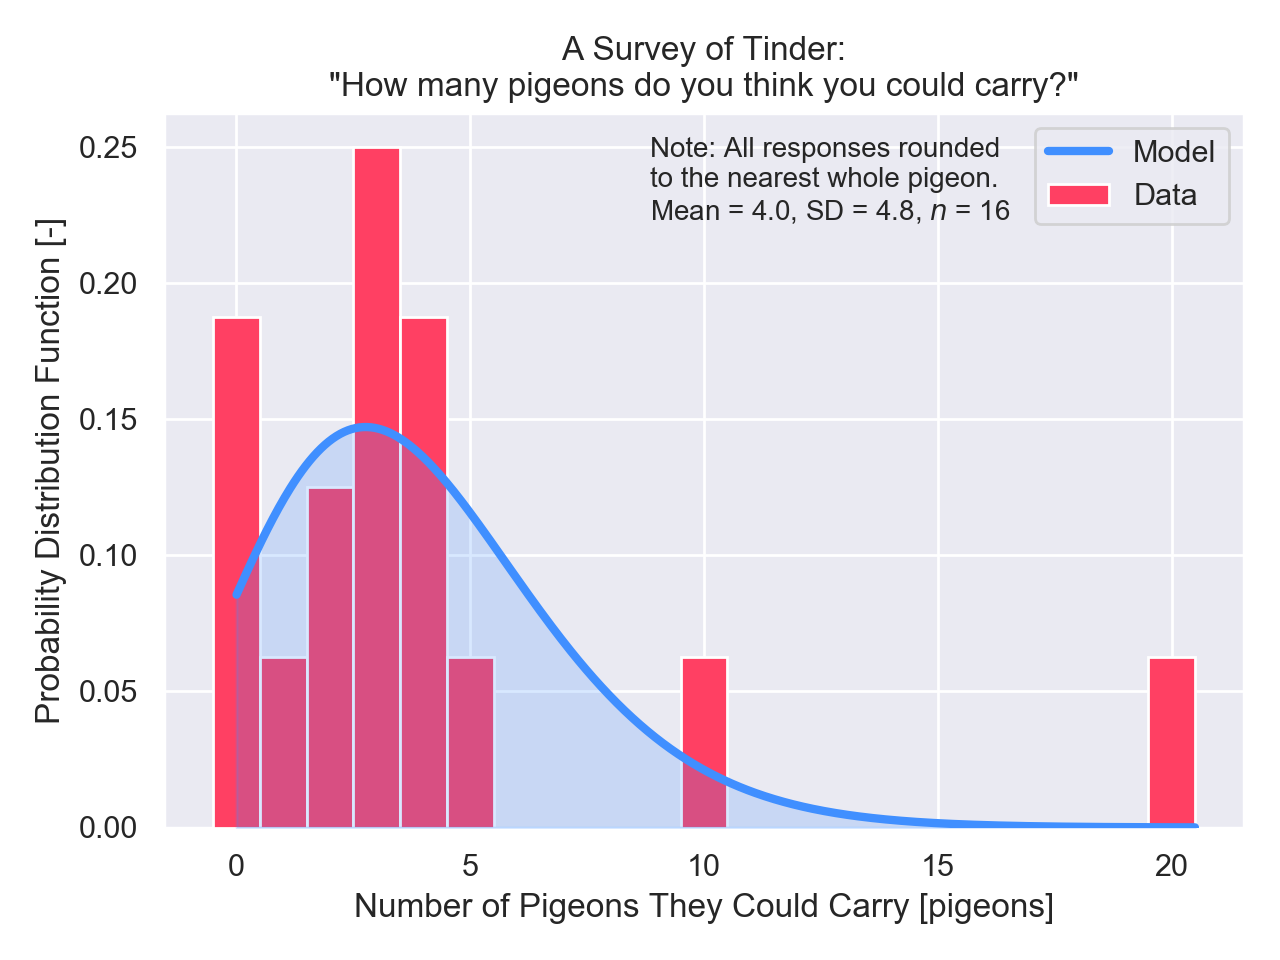 A Survey of Tinder:
"How many pigeons do you think you could carry?"
Note: All responses rounded
to the nearest whole pigeon.
Mean = 4.0, SD = 4.8, n = 16
Model
Data
Probability Distribution Function [-]
0.25
0.20
0.15
0.10
0.05
0.00
0
5
10
15
20
Number of Pigeons They Could Carry [pigeons]